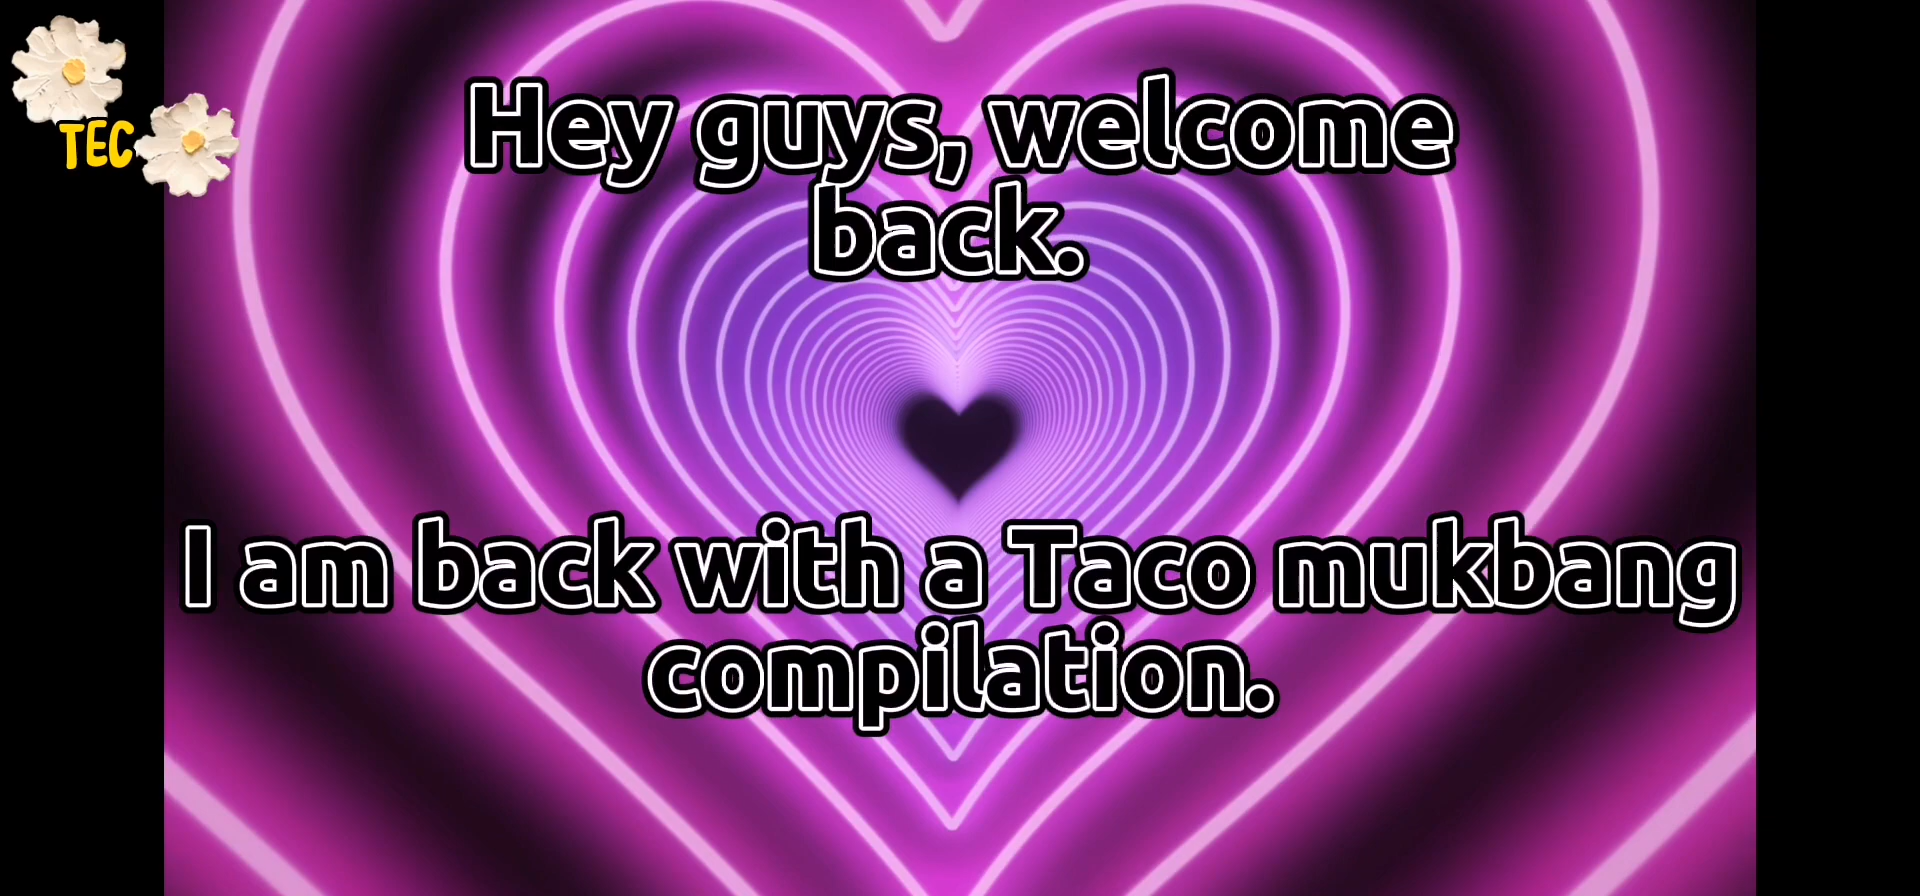 TEC
Hey guys, welcome
back.
I am back with a Taco mukbang
compilation.